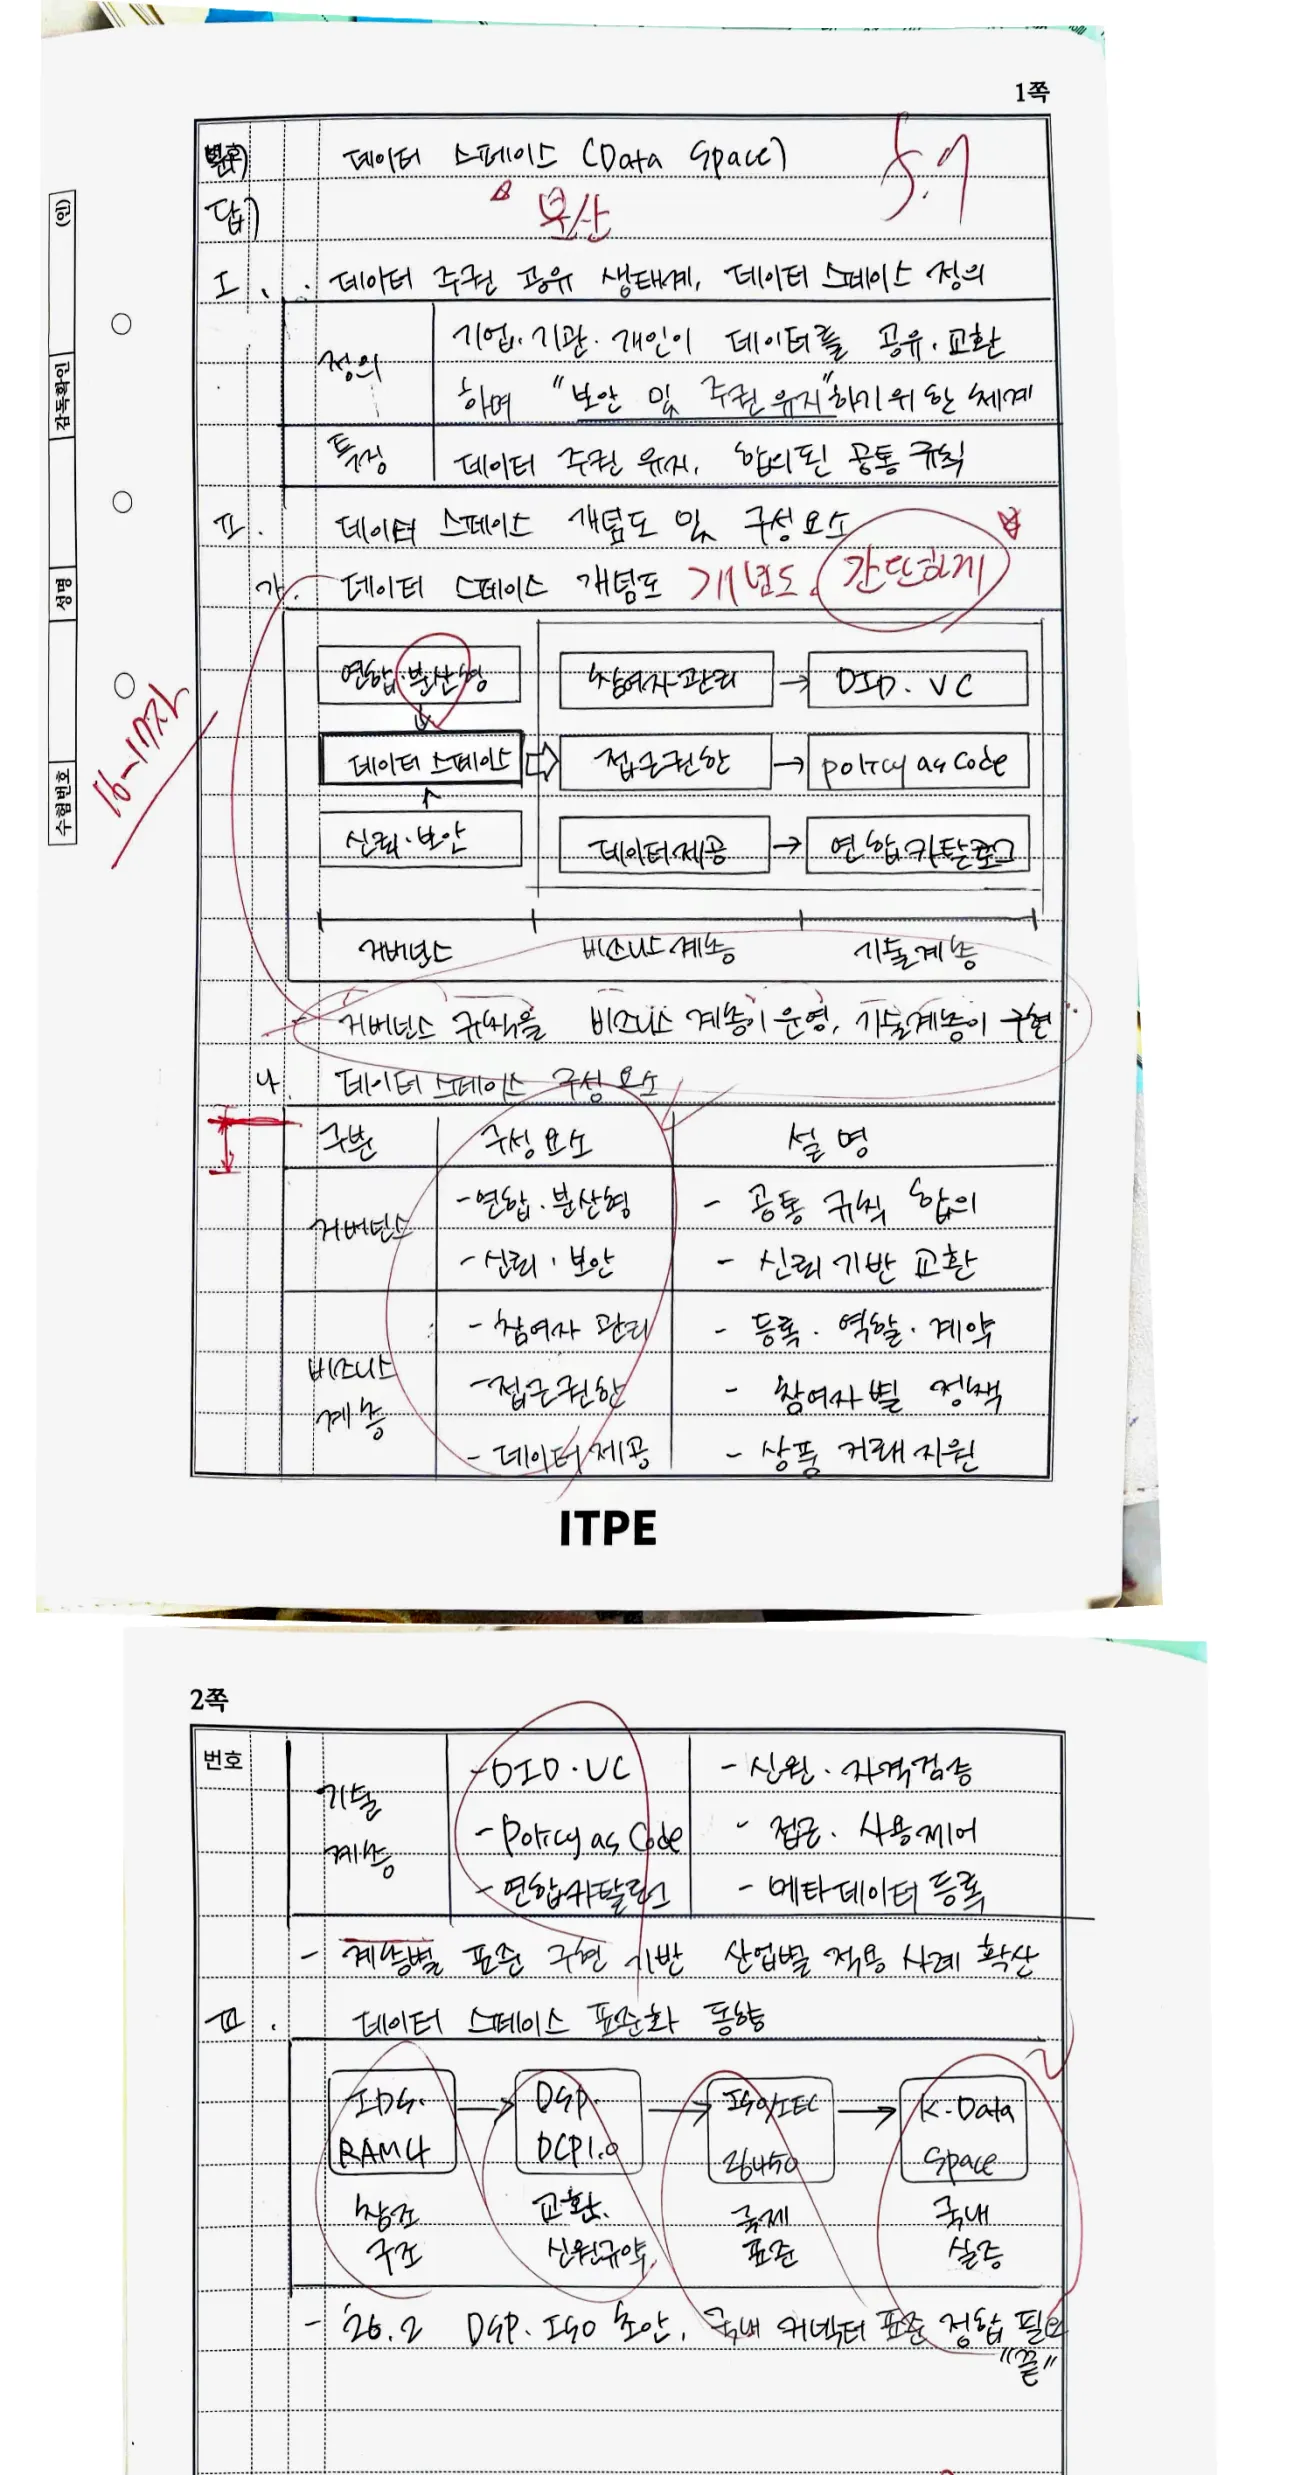 1쪽
데이터 스페이스 (Data Space)
5.9
답)
분산
I. 데이터 주권 공유 생태계, 데이터 스페이스 정의
정의
기업·기관·개인이 데이터를 공유·교환
하며 "보안 및 주권 유지"하기 위한 체계
특징
데이터 주권 유지, 합의된 공통 규칙
II. 데이터 스페이스 개념도 및 구성요소
가. 데이터 스페이스 개념도
개념도. 간단하게
연합·분산형
참여자 관리 → DID·VC
데이터 스페이스
접근권한 → policy as Code
신뢰·보안
데이터 제공 → 연합 카탈로그
16-17자
거버넌스 비즈니스 계층 기술계층
- 거버넌스 규칙을 비즈니스 계층이 운영, 기술계층이 구현
나. 데이터 스페이스 구성요소
구분 구성요소 설명
거버넌스
- 연합·분산형 - 공통 규칙 합의
- 신뢰·보안 - 신뢰 기반 교환
비즈니스
계층
- 참여자 관리 - 등록·역할·계약
- 접근권한 - 참여자별 정책
- 데이터 제공 - 상품 거래 지원
(인)
감독확인
성명
수험번호
ITPE
2쪽
번호
기술
계층
- DID·VC - 신원·자격검증
- Policy as Code - 접근·사용제어
- 연합카탈로그 - 메타데이터 등록
- 계층별 표준 구현 기반 산업별 적용 사례 확산
III. 데이터 스페이스 표준화 동향
IDS- → DSP· → ISO/IEC → K-Data
RAM4 DCP1.0 26450 Space
참조 교환· 국제 국내
구조 신원규약 표준 실증
- '26.2 DSP·ISO 초안, 국내 커넥터 표준 정합 필요
"끝"